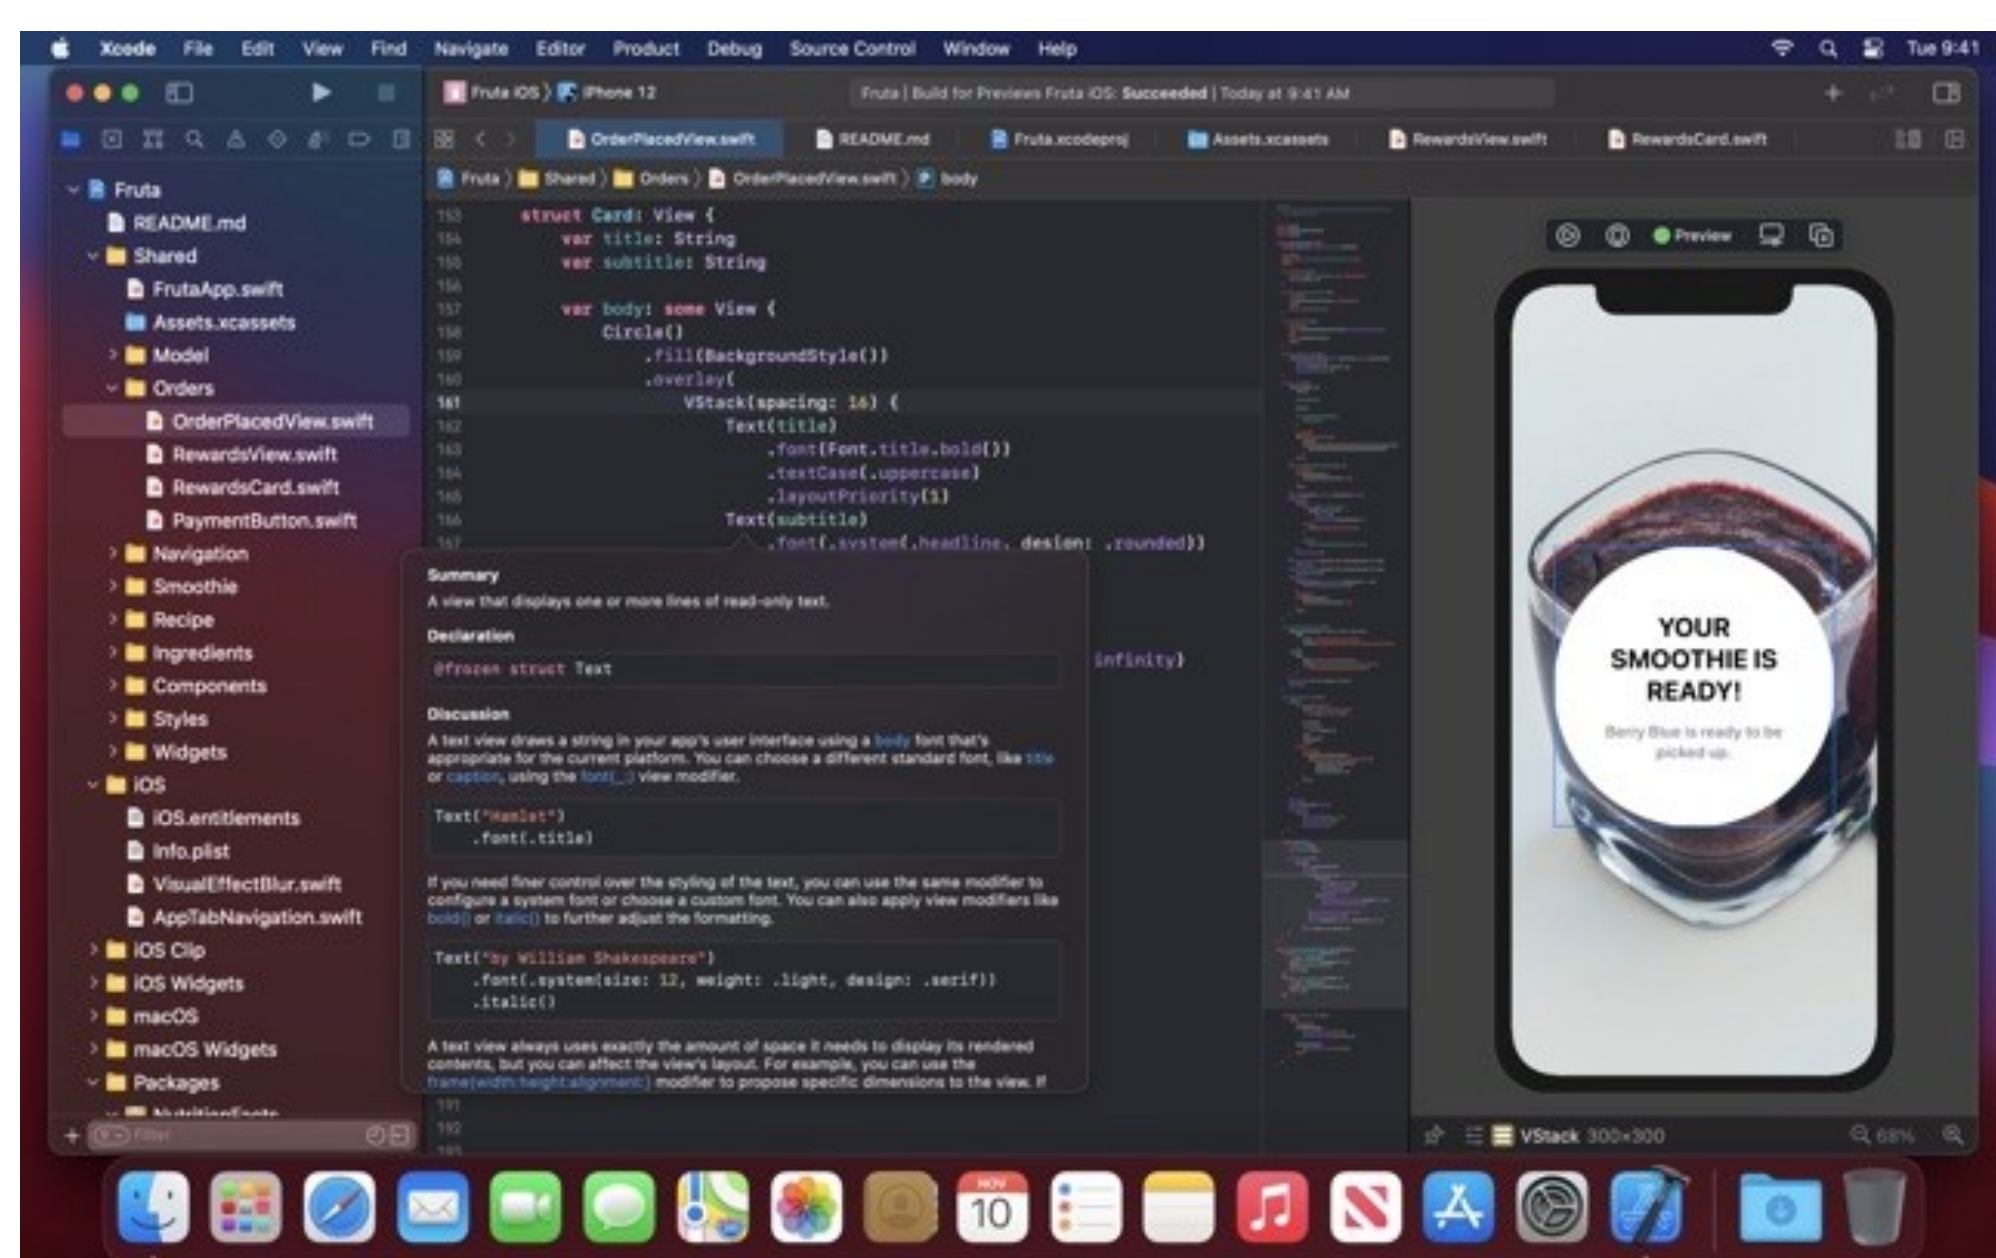 Xcode File Edit View Find Navigate Editor Product Debug Source Control Window Help Tue 9:41
Fruta iOS iPhone 12 Fruta | Build for Previews Fruta iOS: Succeeded | Today at 9:41 AM
OrderPlacedView.swift README.md Fruta.xcodeproj Assets.xcassets RewardsView.swift RewardsCard.swift
Fruta Shared Orders OrderPlacedView.swift body
Fruta
README.md
Shared
FrutaApp.swift
Assets.xcassets
Model
Orders
OrderPlacedView.swift
RewardsView.swift
RewardsCard.swift
PaymentButton.swift
Navigation
Smoothie
Recipe
Ingredients
Components
Styles
Widgets
iOS
iOS.entitlements
Info.plist
VisualEffectBlur.swift
AppTabNavigation.swift
iOS Clip
iOS Widgets
macOS
macOS Widgets
Packages
NutritionFacts
Filter
153 struct Card: View {
154 var title: String
155 var subtitle: String
156
157 var body: some View {
158 Circle()
159 .fill(BackgroundStyle())
160 .overlay(
161 VStack(spacing: 16) {
162 Text(title)
163 .font(Font.title.bold())
164 .textCase(.uppercase)
165 .layoutPriority(1)
166 Text(subtitle)
167 .font(.system(.headline, design: .rounded))
infinity)
Summary
A view that displays one or more lines of read-only text.
Declaration
@frozen struct Text
Discussion
A text view draws a string in your app's user interface using a body font that's
appropriate for the current platform. You can choose a different standard font, like title
or caption, using the font(_:) view modifier.
Text("Hamlet")
.font(.title)
If you need finer control over the styling of the text, you can use the same modifier to
configure a system font or choose a custom font. You can also apply view modifiers like
bold() or italic() to further adjust the formatting.
Text("by William Shakespeare")
.font(.system(size: 12, weight: .light, design: .serif))
.italic()
A text view always uses exactly the amount of space it needs to display its rendered
contents, but you can affect the view's layout. For example, you can use the
frame(width:height:alignment:) modifier to propose specific dimensions to the view. If
191
192
193
Preview
YOUR
SMOOTHIE IS
READY!
Berry Blue is ready to be
picked up.
VStack 300×300 68%
NOV
10